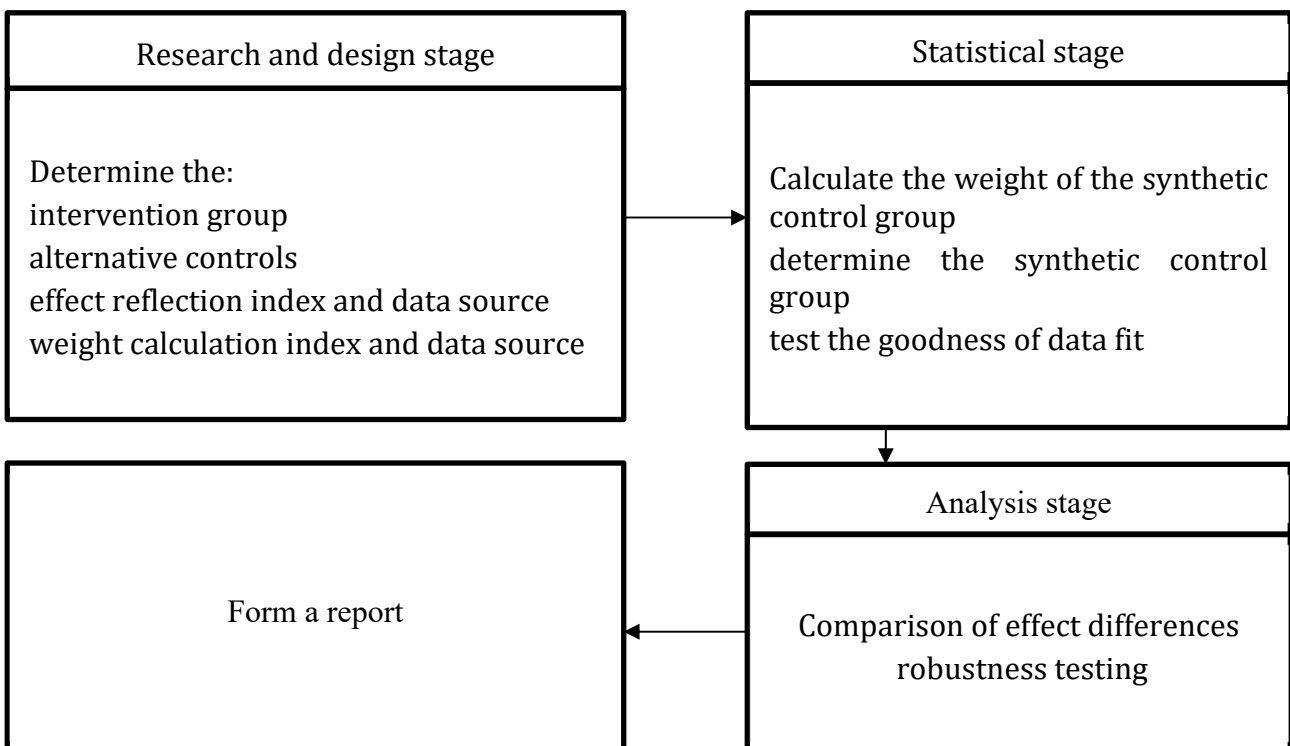 Research and design stage
Determine the:
intervention group
alternative controls
effect reflection index and data source
weight calculation index and data source
Statistical stage
Calculate the weight of the synthetic
control group
determine the synthetic control
group
test the goodness of data fit
Analysis stage
Comparison of effect differences
robustness testing
Form a report